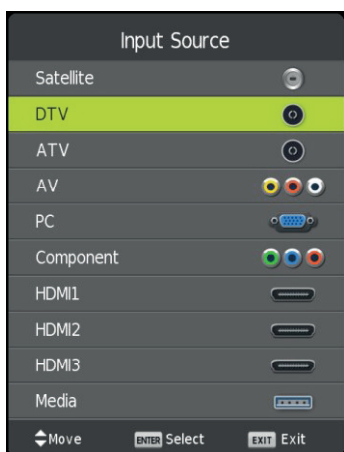 Input Source
Satellite
DTV
ATV
AV
PC
Component
HDMI1
HDMI2
HDMI3
Media
Move ENTER Select EXIT Exit